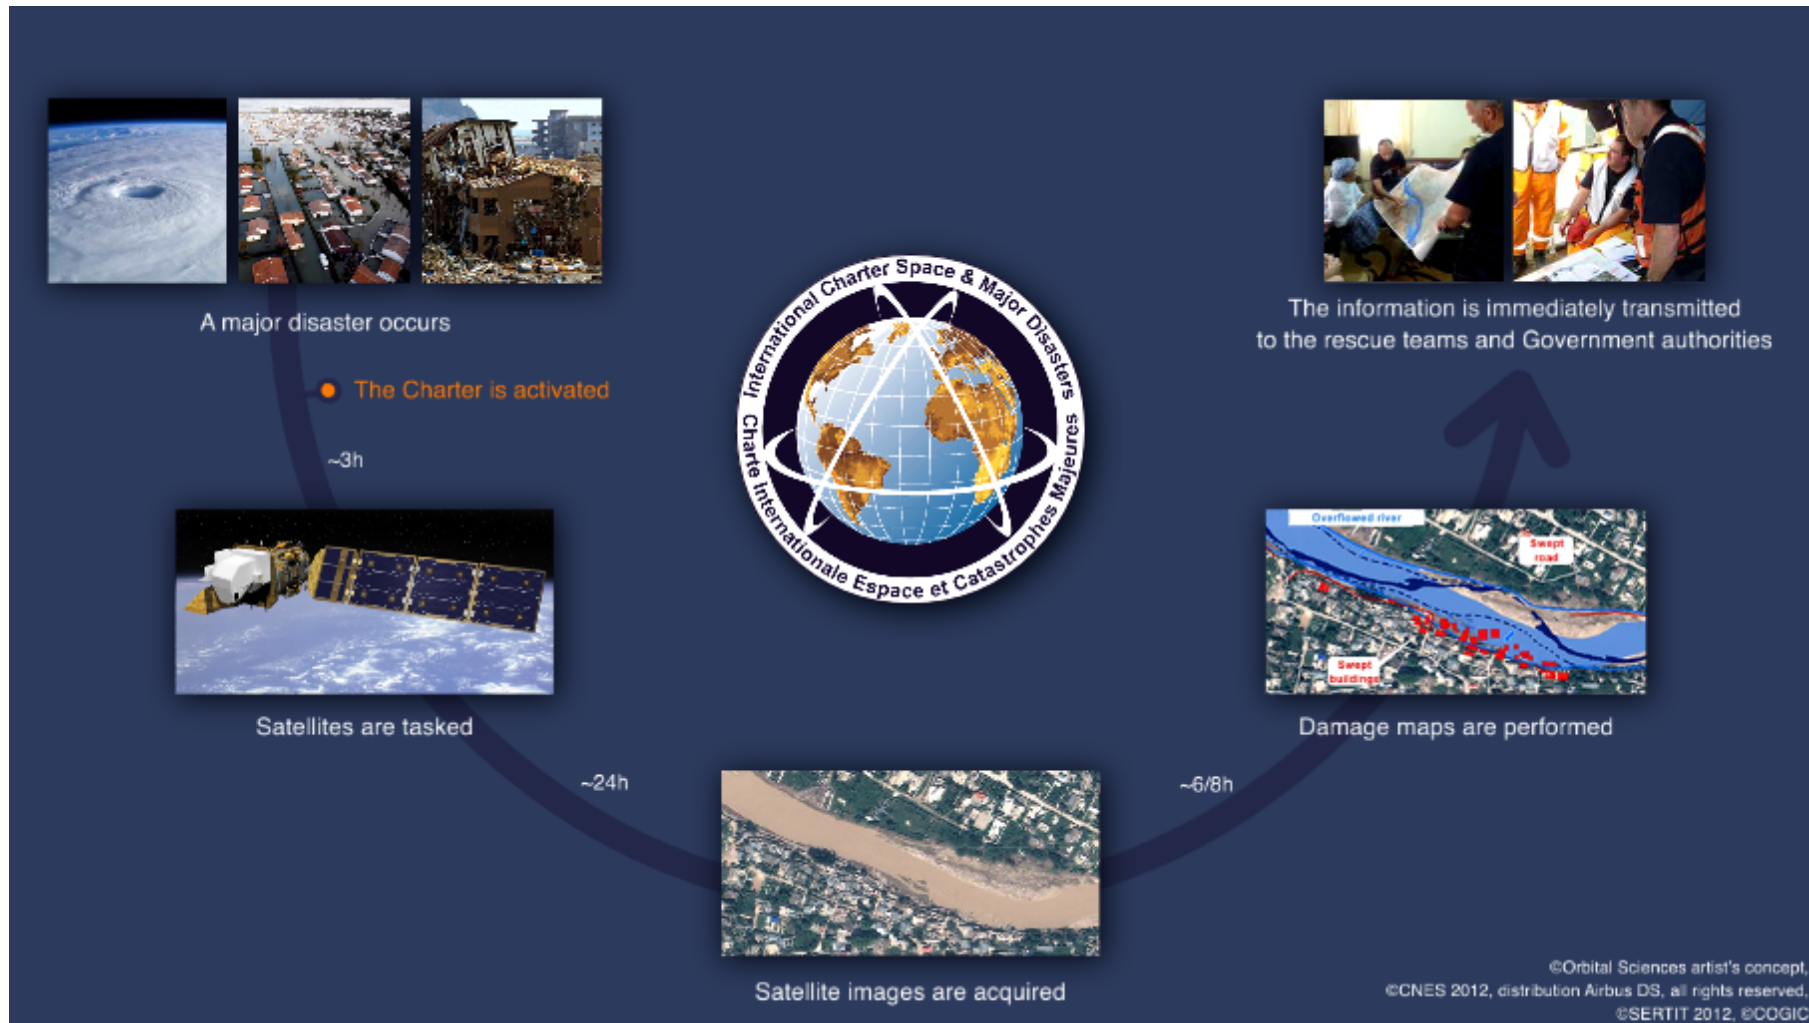 A major disaster occurs
The Charter is activated
~3h
Satellites are tasked
~24h
Satellite images are acquired
~6/8h
Overflowed river
Swept
road
Swept
buildings
Damage maps are performed
The information is immediately transmitted
to the rescue teams and Government authorities
International Charter Space & Major Disasters
Charte Internationale Espace et Catastrophes Majeures
©Orbital Sciences artist's concept,
©CNES 2012, distribution Airbus DS, all rights reserved,
©SERTIT 2012, ©COGIC